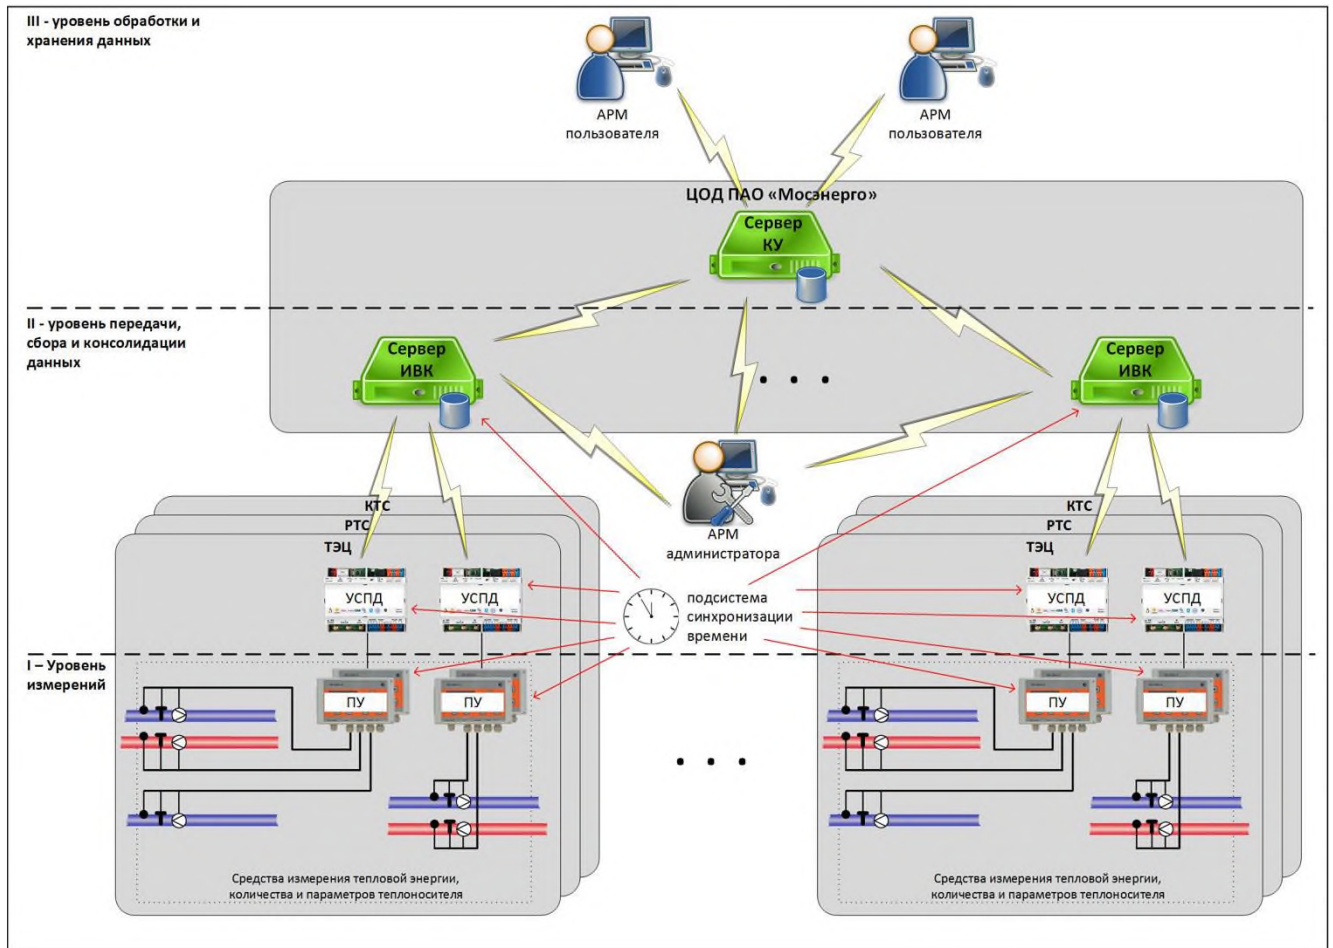 III - уровень обработки и
хранения данных
АРМ
пользователя
АРМ
пользователя
ЦОД ПАО «Мосэнерго»
Сервер
КУ
II - уровень передачи,
сбора и консолидации
данных
Сервер
ИВК
Сервер
ИВК
. . .
АРМ
администратора
КТС
РТС
ТЭЦ
КТС
РТС
ТЭЦ
УСПД
УСПД
подсистема
синхронизации
времени
УСПД
УСПД
I – Уровень
измерений
ПУ
ПУ
ПУ
ПУ
. . .
Средства измерения тепловой энергии,
количества и параметров теплоносителя
Средства измерения тепловой энергии,
количества и параметров теплоносителя